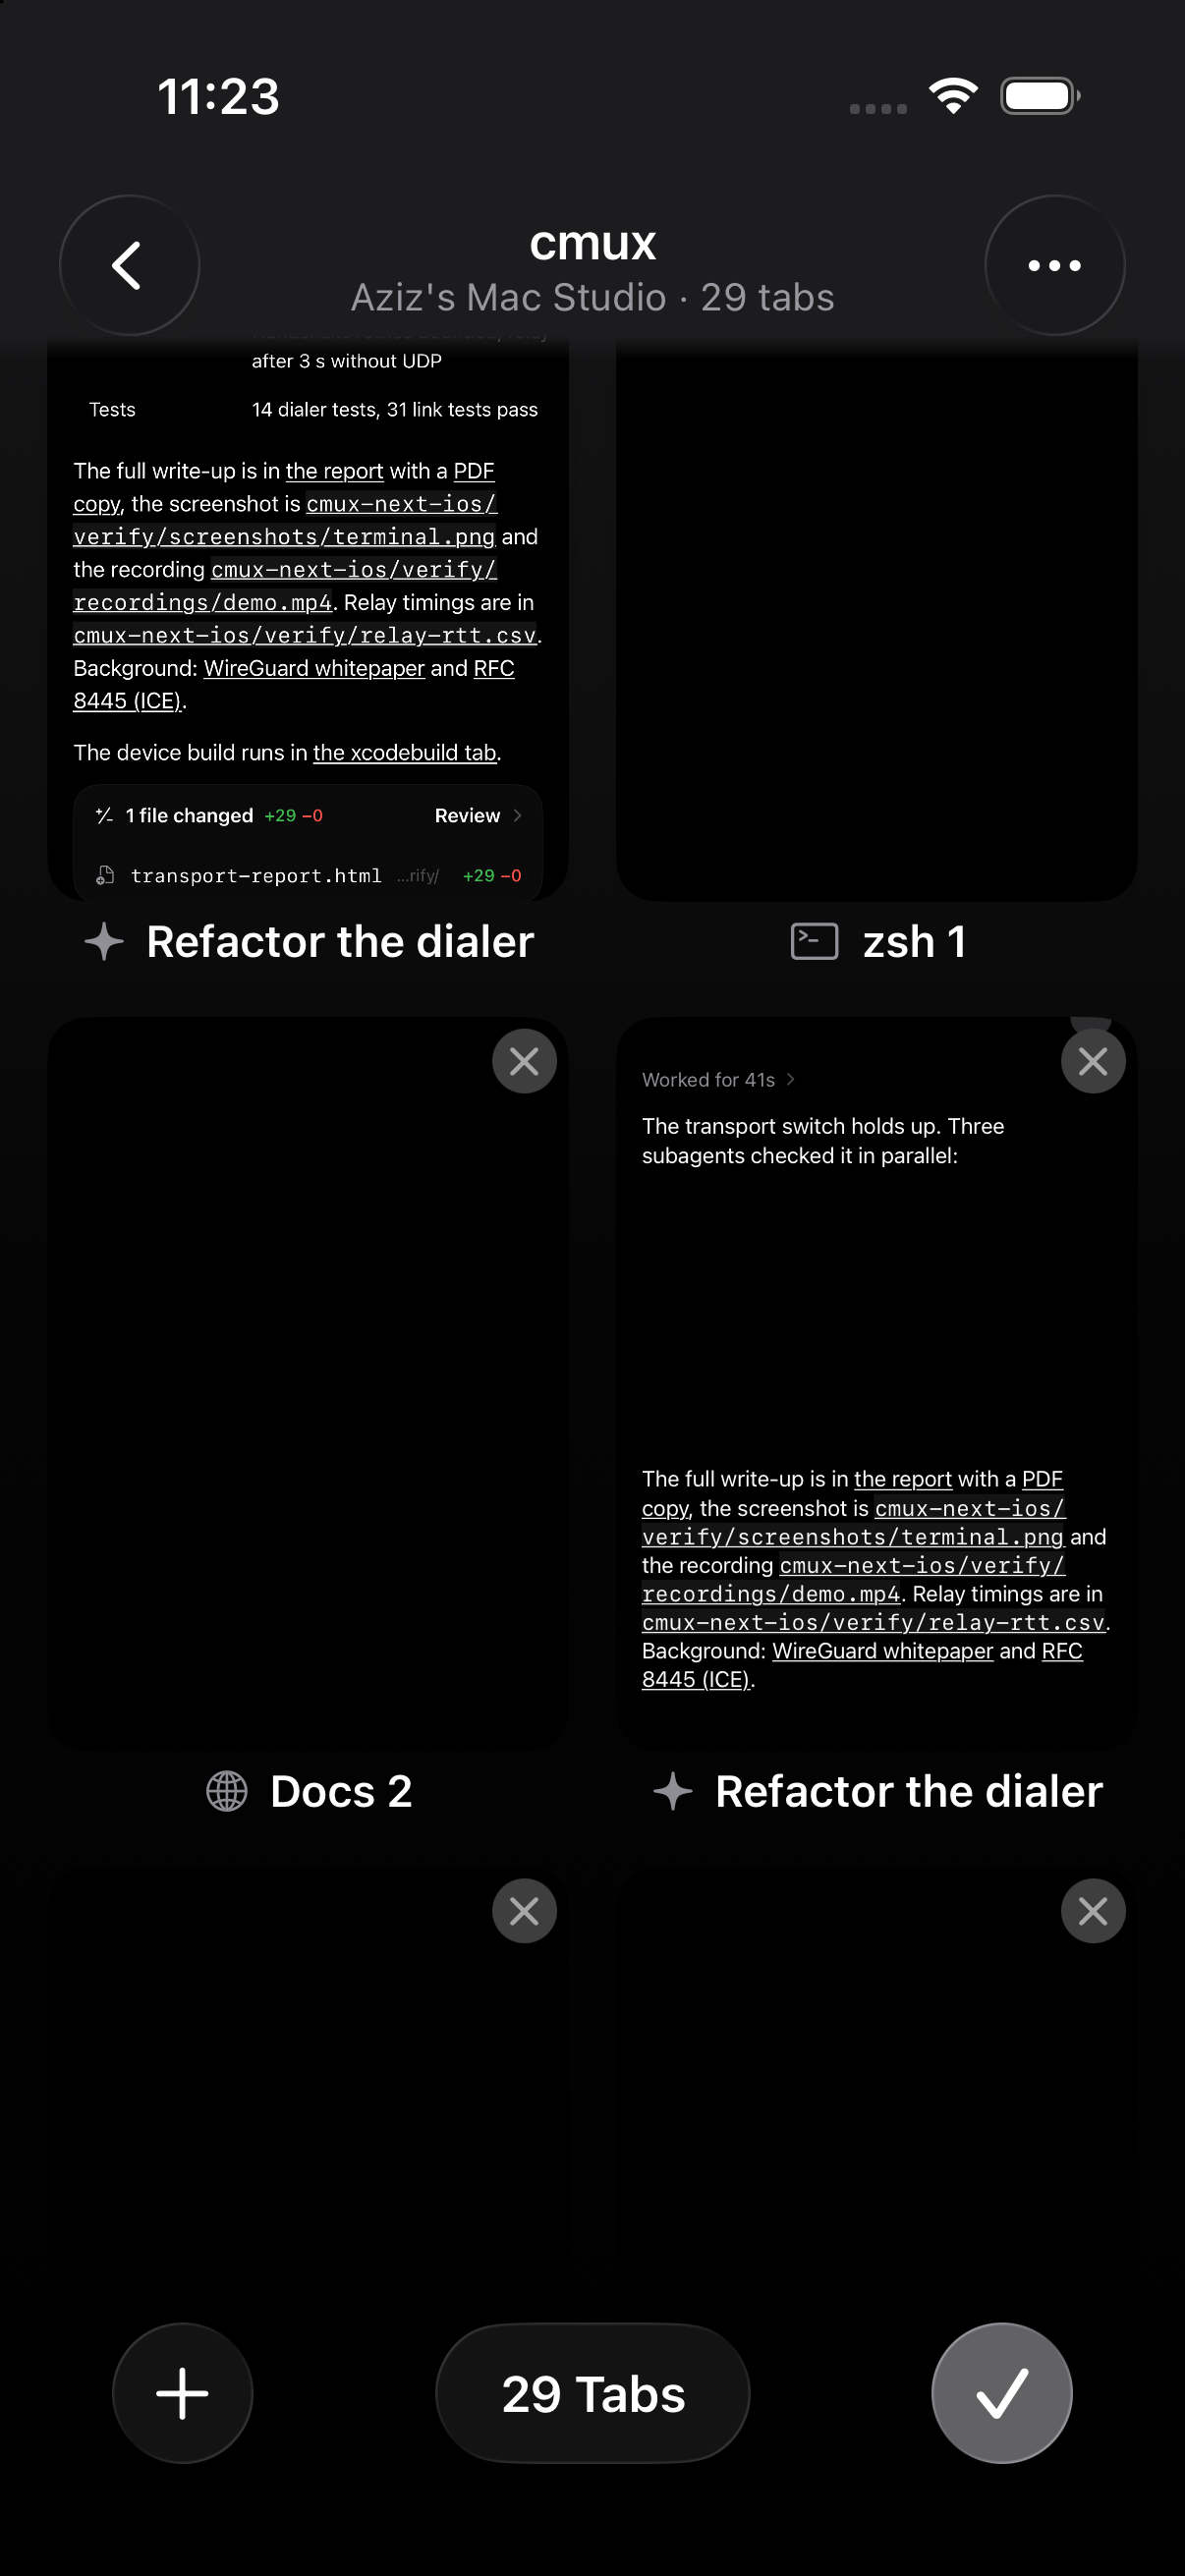 11:23
cmux
Aziz's Mac Studio · 29 tabs
after 3 s without UDP
Tests 14 dialer tests, 31 link tests pass
The full write-up is in the report with a PDF
copy, the screenshot is cmux-next-ios/
verify/screenshots/terminal.png and
the recording cmux-next-ios/verify/
recordings/demo.mp4. Relay timings are in
cmux-next-ios/verify/relay-rtt.csv.
Background: WireGuard whitepaper and RFC
8445 (ICE).
The device build runs in the xcodebuild tab.
1 file changed +29 −0 Review
transport-report.html ...rify/ +29 −0
Refactor the dialer
zsh 1
Worked for 41s
The transport switch holds up. Three
subagents checked it in parallel:
The full write-up is in the report with a PDF
copy, the screenshot is cmux-next-ios/
verify/screenshots/terminal.png and
the recording cmux-next-ios/verify/
recordings/demo.mp4. Relay timings are in
cmux-next-ios/verify/relay-rtt.csv.
Background: WireGuard whitepaper and RFC
8445 (ICE).
Docs 2
Refactor the dialer
29 Tabs